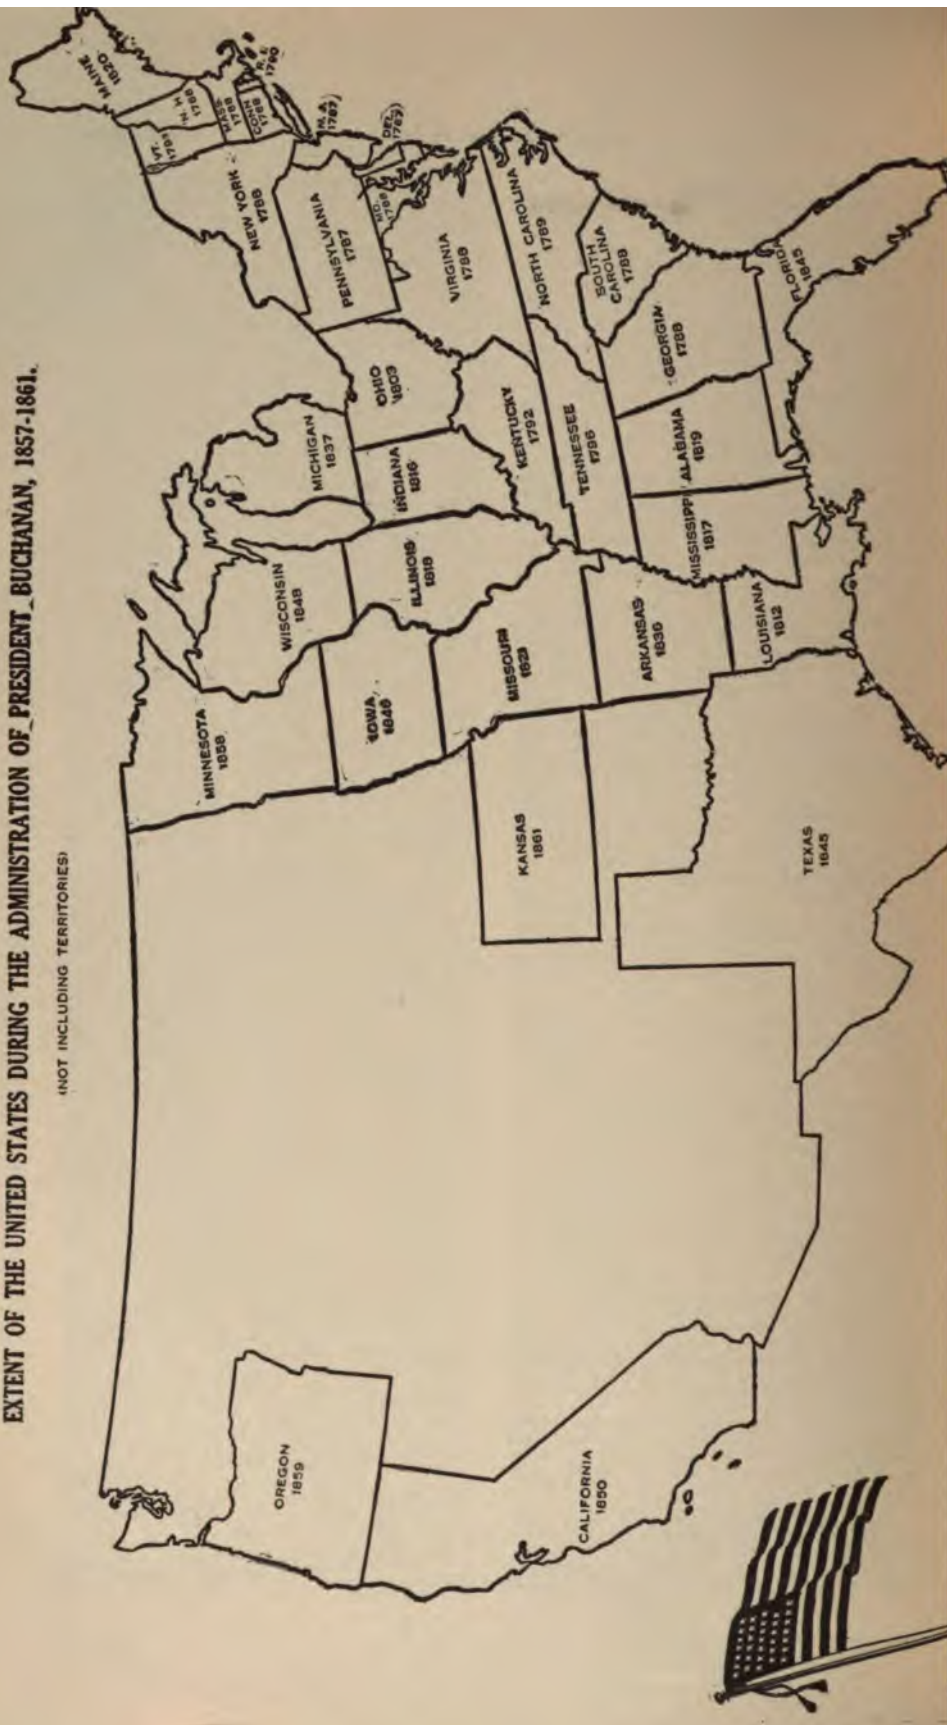 EXTENT OF THE UNITED STATES DURING THE ADMINISTRATION OF PRESIDENT BUCHANAN, 1857-1861.
(NOT INCLUDING TERRITORIES)
OREGON
1859
CALIFORNIA
1850
MINNESOTA
1858
WISCONSIN
1848
MICHIGAN
1837
IOWA
1846
ILLINOIS
1818
INDIANA
1816
OHIO
1803
KANSAS
1861
MISSOURI
1821
KENTUCKY
1792
TENNESSEE
1796
ARKANSAS
1836
TEXAS
1845
LOUISIANA
1812
MISSISSIPPI
1817
ALABAMA
1819
GEORGIA
1788
FLORIDA
1845
SOUTH
CAROLINA
1788
NORTH CAROLINA
1789
VIRGINIA
1788
MD.
1788
DEL.
1787
PENNSYLVANIA
1787
N.J.
1787
NEW YORK
1788
CONN.
1788
R.I.
1790
MASS.
1788
VT.
1791
N. H.
1788
MAINE
1820